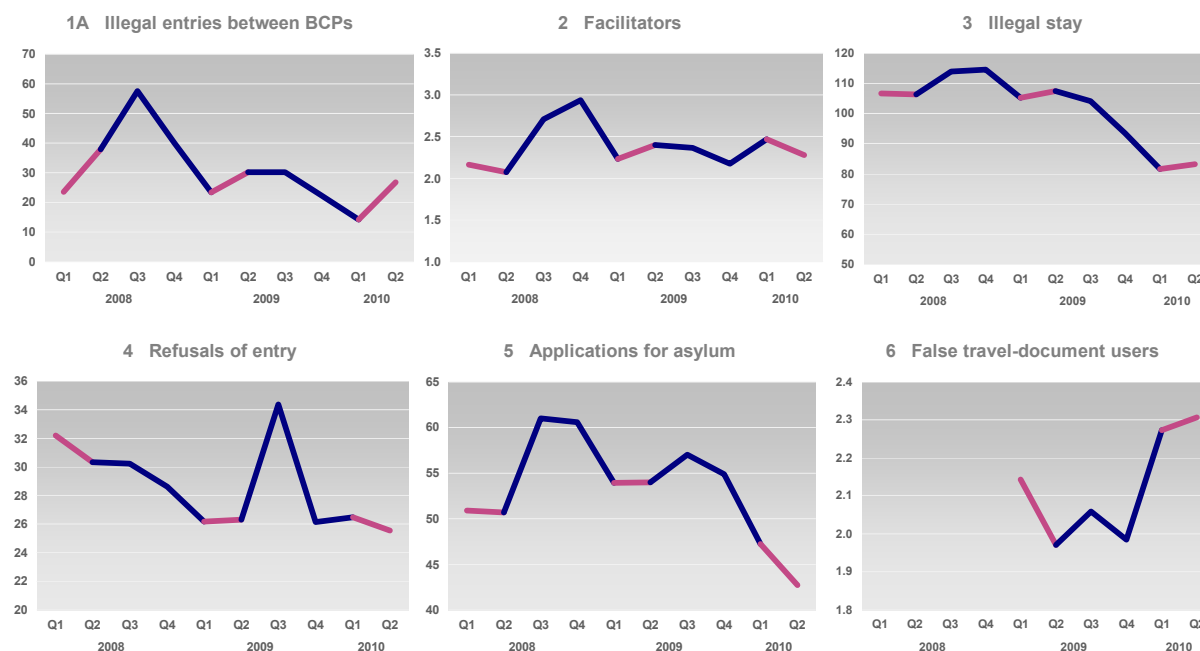 1A Illegal entries between BCPs
70
60
50
40
30
20
10
0
Q1 Q2 Q3 Q4 Q1 Q2 Q3 Q4 Q1 Q2
2008 2009 2010
2 Facilitators
3.5
3.0
2.5
2.0
1.5
1.0
Q1 Q2 Q3 Q4 Q1 Q2 Q3 Q4 Q1 Q2
2008 2009 2010
3 Illegal stay
120
110
100
90
80
70
60
50
Q1 Q2 Q3 Q4 Q1 Q2 Q3 Q4 Q1 Q2
2008 2009 2010
4 Refusals of entry
36
34
32
30
28
26
24
22
20
Q1 Q2 Q3 Q4 Q1 Q2 Q3 Q4 Q1 Q2
2008 2009 2010
5 Applications for asylum
65
60
55
50
45
40
Q1 Q2 Q3 Q4 Q1 Q2 Q3 Q4 Q1 Q2
2008 2009 2010
6 False travel-document users
2.4
2.3
2.2
2.1
2.0
1.9
1.8
Q1 Q2 Q3 Q4 Q1 Q2 Q3 Q4 Q1 Q2
2008 2009 2010